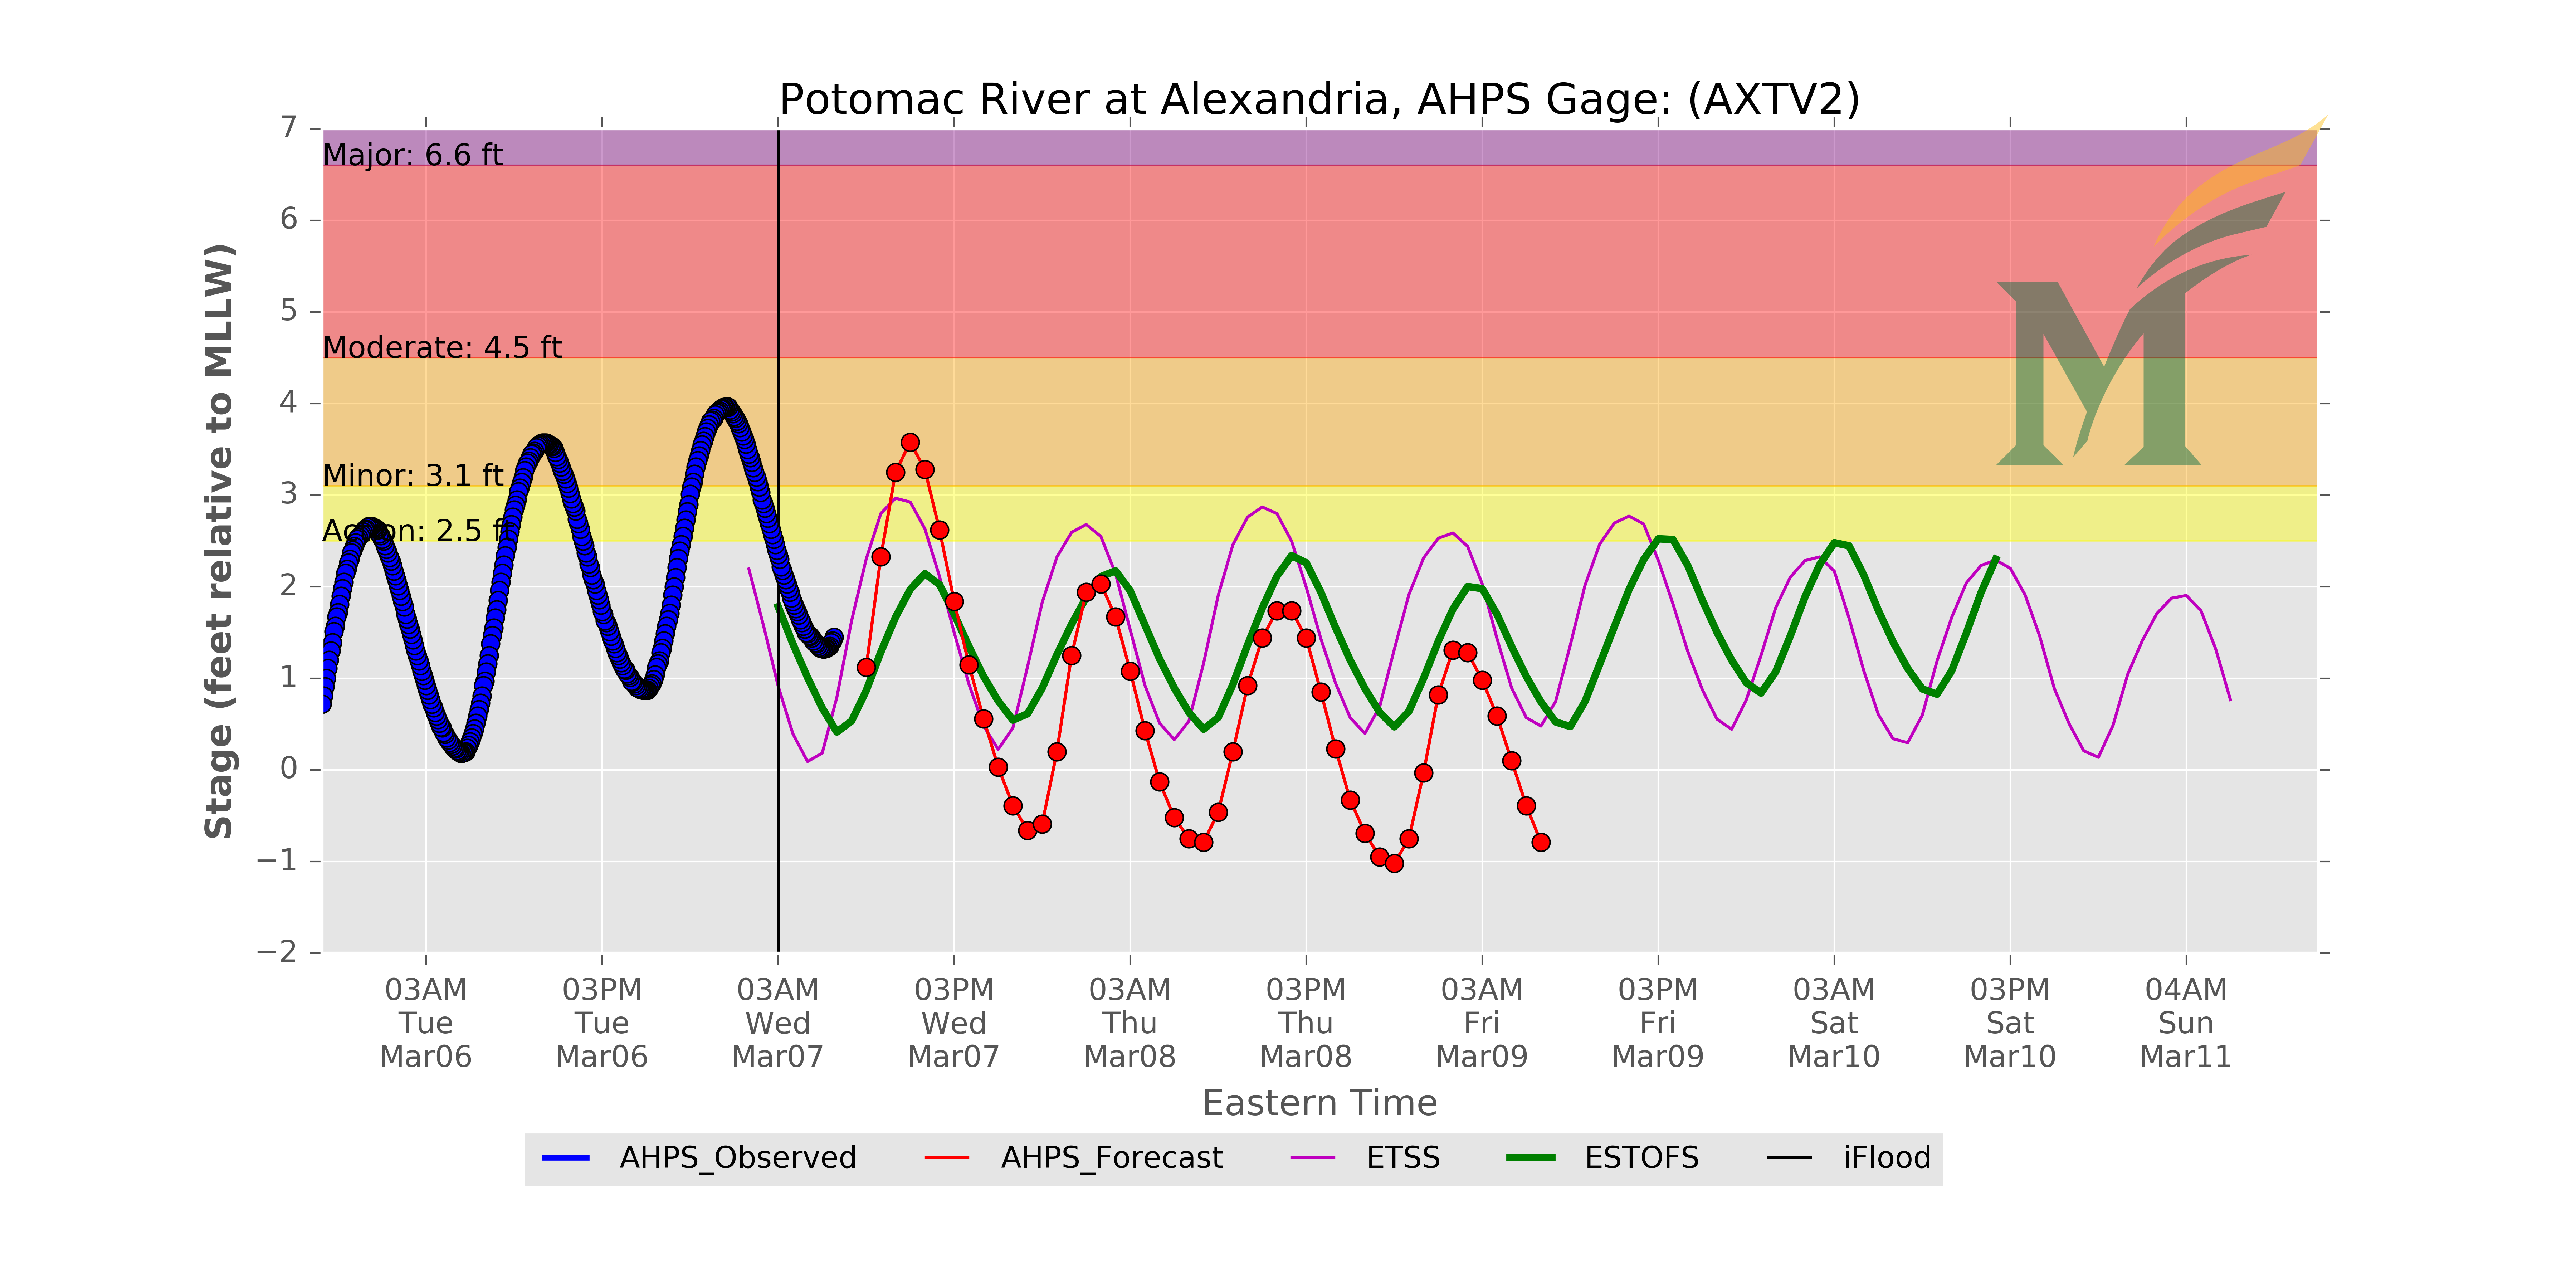 Potomac River at Alexandria, AHPS Gage: (AXTV2)
7
6
5
4
3
2
1
0
−1
−2
Stage (feet relative to MLLW)
Major: 6.6 ft
Moderate: 4.5 ft
Minor: 3.1 ft
Action: 2.5 ft
03AM
Tue
Mar06
03PM
Tue
Mar06
03AM
Wed
Mar07
03PM
Wed
Mar07
03AM
Thu
Mar08
03PM
Thu
Mar08
03AM
Fri
Mar09
03PM
Fri
Mar09
03AM
Sat
Mar10
03PM
Sat
Mar10
04AM
Sun
Mar11
Eastern Time
AHPS_Observed
AHPS_Forecast
ETSS
ESTOFS
iFlood
M